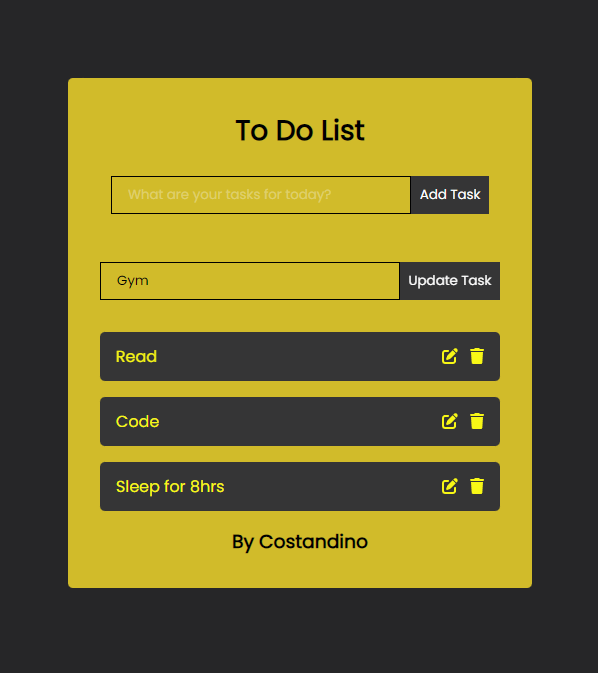 To Do List
What are your tasks for today?
Add Task
Gym
Update Task
Read
Code
Sleep for 8hrs
By Costandino